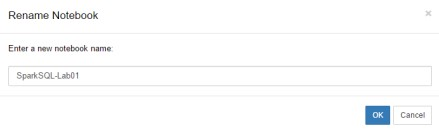 Rename Notebook
×
Enter a new notebook name:
SparkSQL-Lab01
OK Cancel